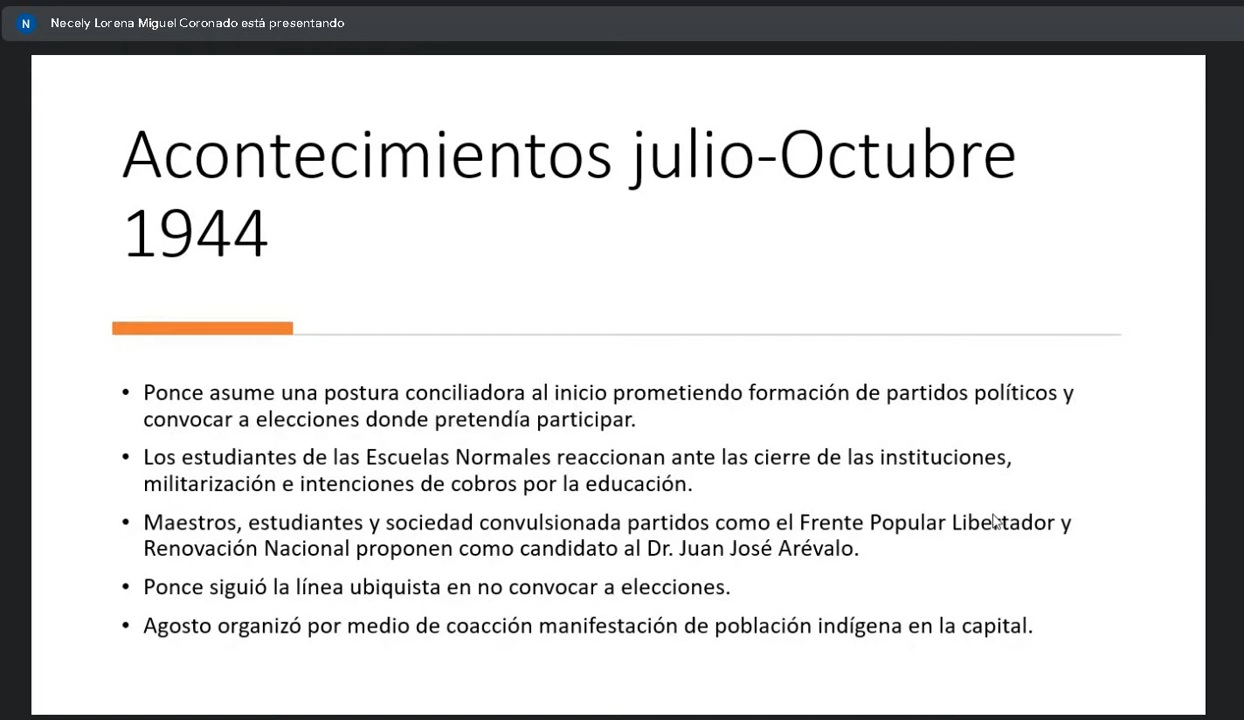 N Necely Lorena Miguel Coronado está presentando
Acontecimientos julio-Octubre
1944
• Ponce asume una postura conciliadora al inicio prometiendo formación de partidos políticos y
convocar a elecciones donde pretendía participar.
• Los estudiantes de las Escuelas Normales reaccionan ante las cierre de las instituciones,
militarización e intenciones de cobros por la educación.
• Maestros, estudiantes y sociedad convulsionada partidos como el Frente Popular Libertador y
Renovación Nacional proponen como candidato al Dr. Juan José Arévalo.
• Ponce siguió la línea ubiquista en no convocar a elecciones.
• Agosto organizó por medio de coacción manifestación de población indígena en la capital.